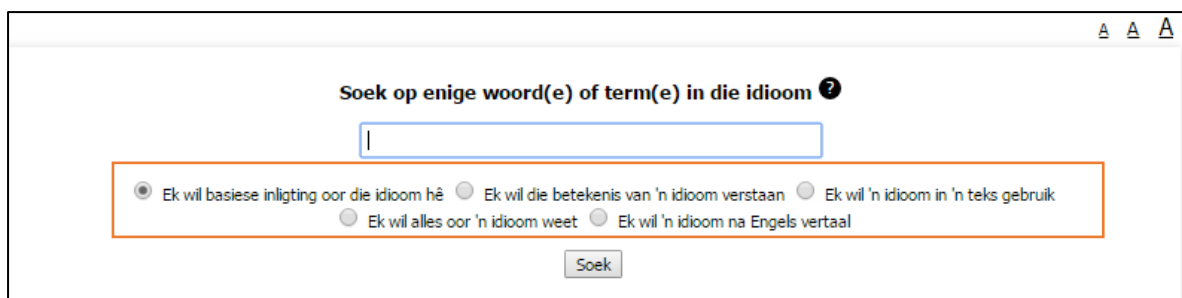 A A A
Soek op enige woord(e) of term(e) in die idioom ?
Ek wil basiese inligting oor die idioom hê Ek wil die betekenis van 'n idioom verstaan Ek wil 'n idioom in 'n teks gebruik
Ek wil alles oor 'n idioom weet Ek wil 'n idioom na Engels vertaal
Soek